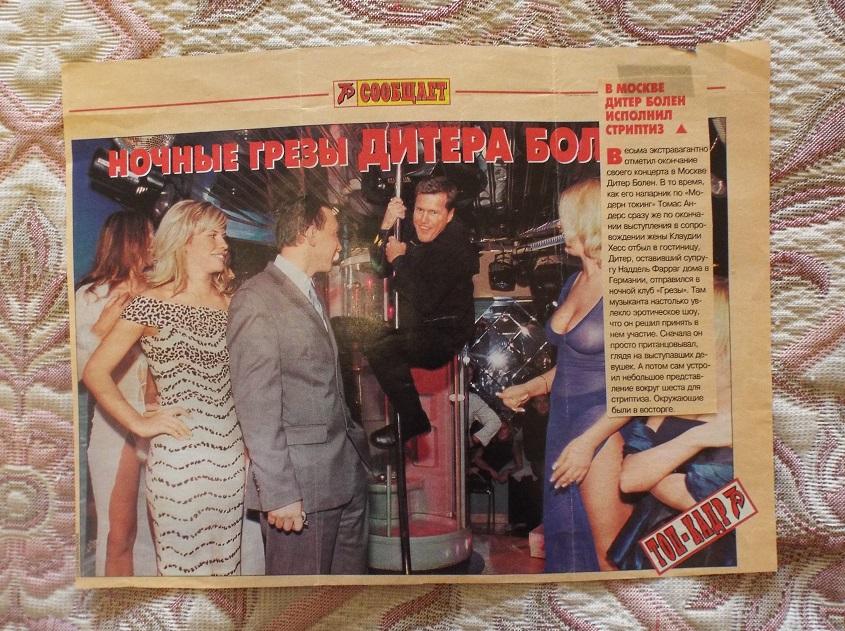 СООБЩАЕТ
НОЧНЫЕ ГРЕЗЫ ДИТЕРА БОЛ
В МОСКВЕ
ДИТЕР БОЛЕН
ИСПОЛНИЛ
СТРИПТИЗ
Весьма экстравагантно
отметил окончание
своего концерта в Москве
Дитер Болен. В то время,
как его напарник по «Мо-
дерн токинг» Томас Ан-
дерс сразу же по оконча-
нии выступления в сопро-
вождении жены Клаудии
Хесс отбыл в гостиницу,
Дитер, оставивший супру-
гу Наддель Фарраг дома в
Германии, отправился в
ночной клуб «Грезы». Там
музыканта настолько ув-
лекло эротическое шоу,
что он решил принять в
нем участие. Сначала он
просто пританцовывал,
глядя на выступавших де-
вушек. А потом сам устро-
ил небольшое представ-
ление вокруг шеста для
стриптиза. Окружающие
были в восторге.
ТОП-КАДР